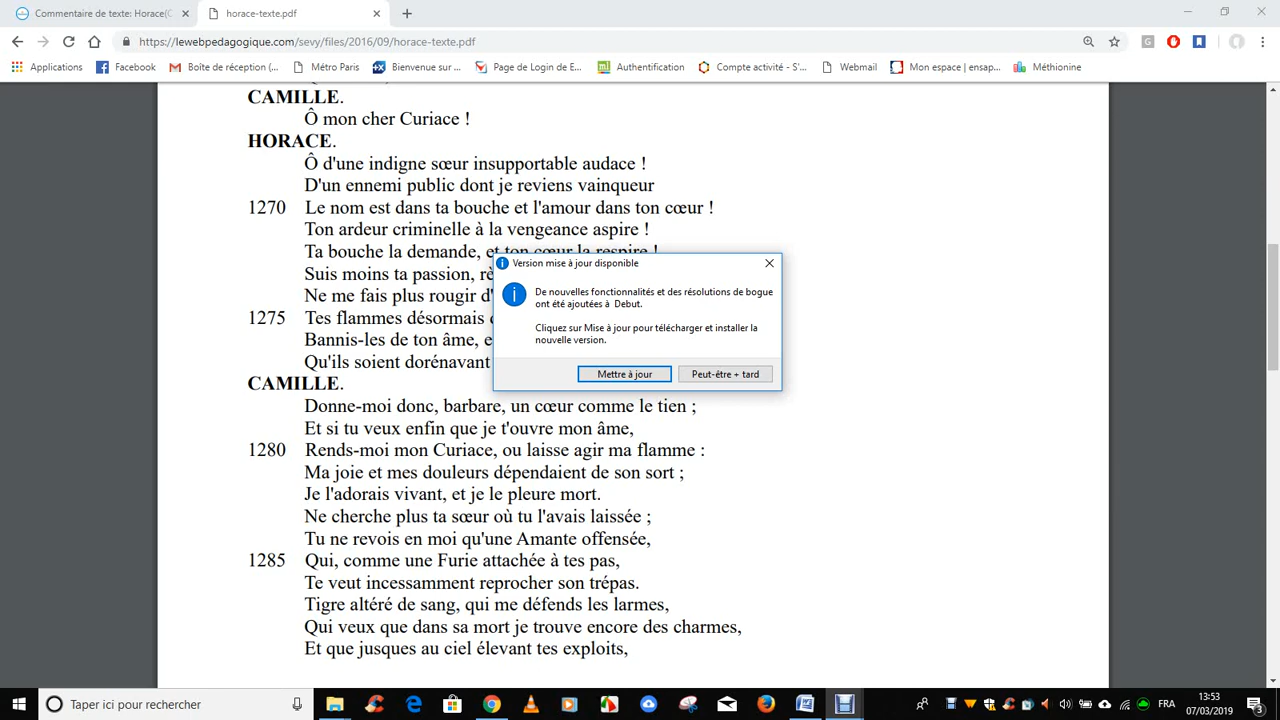 Commentaire de texte: Horace(C
horace-texte.pdf
https://lewebpedagogique.com/sevy/files/2016/09/horace-texte.pdf
Applications
Facebook
Boîte de réception (...
Métro Paris
Bienvenue sur ...
Page de Login de E...
Authentification
Compte activité - S'...
Webmail
Mon espace | ensap...
Méthionine
CAMILLE.
Ô mon cher Curiace !
HORACE.
Ô d'une indigne sœur insupportable audace !
D'un ennemi public dont je reviens vainqueur
1270 Le nom est dans ta bouche et l'amour dans ton cœur !
Ton ardeur criminelle à la vengeance aspire !
Ta bouche la demande, et ton cœur la respire !
Suis moins ta passion, rè
Ne me fais plus rougir d'
1275 Tes flammes désormais
Bannis-les de ton âme, e
Qu'ils soient dorénavant
Version mise à jour disponible
De nouvelles fonctionnalités et des résolutions de bogue
ont été ajoutées à Debut.
Cliquez sur Mise à jour pour télécharger et installer la
nouvelle version.
Mettre à jour
Peut-être + tard
CAMILLE.
Donne-moi donc, barbare, un cœur comme le tien ;
Et si tu veux enfin que je t'ouvre mon âme,
1280 Rends-moi mon Curiace, ou laisse agir ma flamme :
Ma joie et mes douleurs dépendaient de son sort ;
Je l'adorais vivant, et je le pleure mort.
Ne cherche plus ta sœur où tu l'avais laissée ;
Tu ne revois en moi qu'une Amante offensée,
1285 Qui, comme une Furie attachée à tes pas,
Te veut incessamment reprocher son trépas.
Tigre altéré de sang, qui me défends les larmes,
Qui veux que dans sa mort je trouve encore des charmes,
Et que jusques au ciel élevant tes exploits,
Taper ici pour rechercher
FRA
13:53
07/03/2019
3